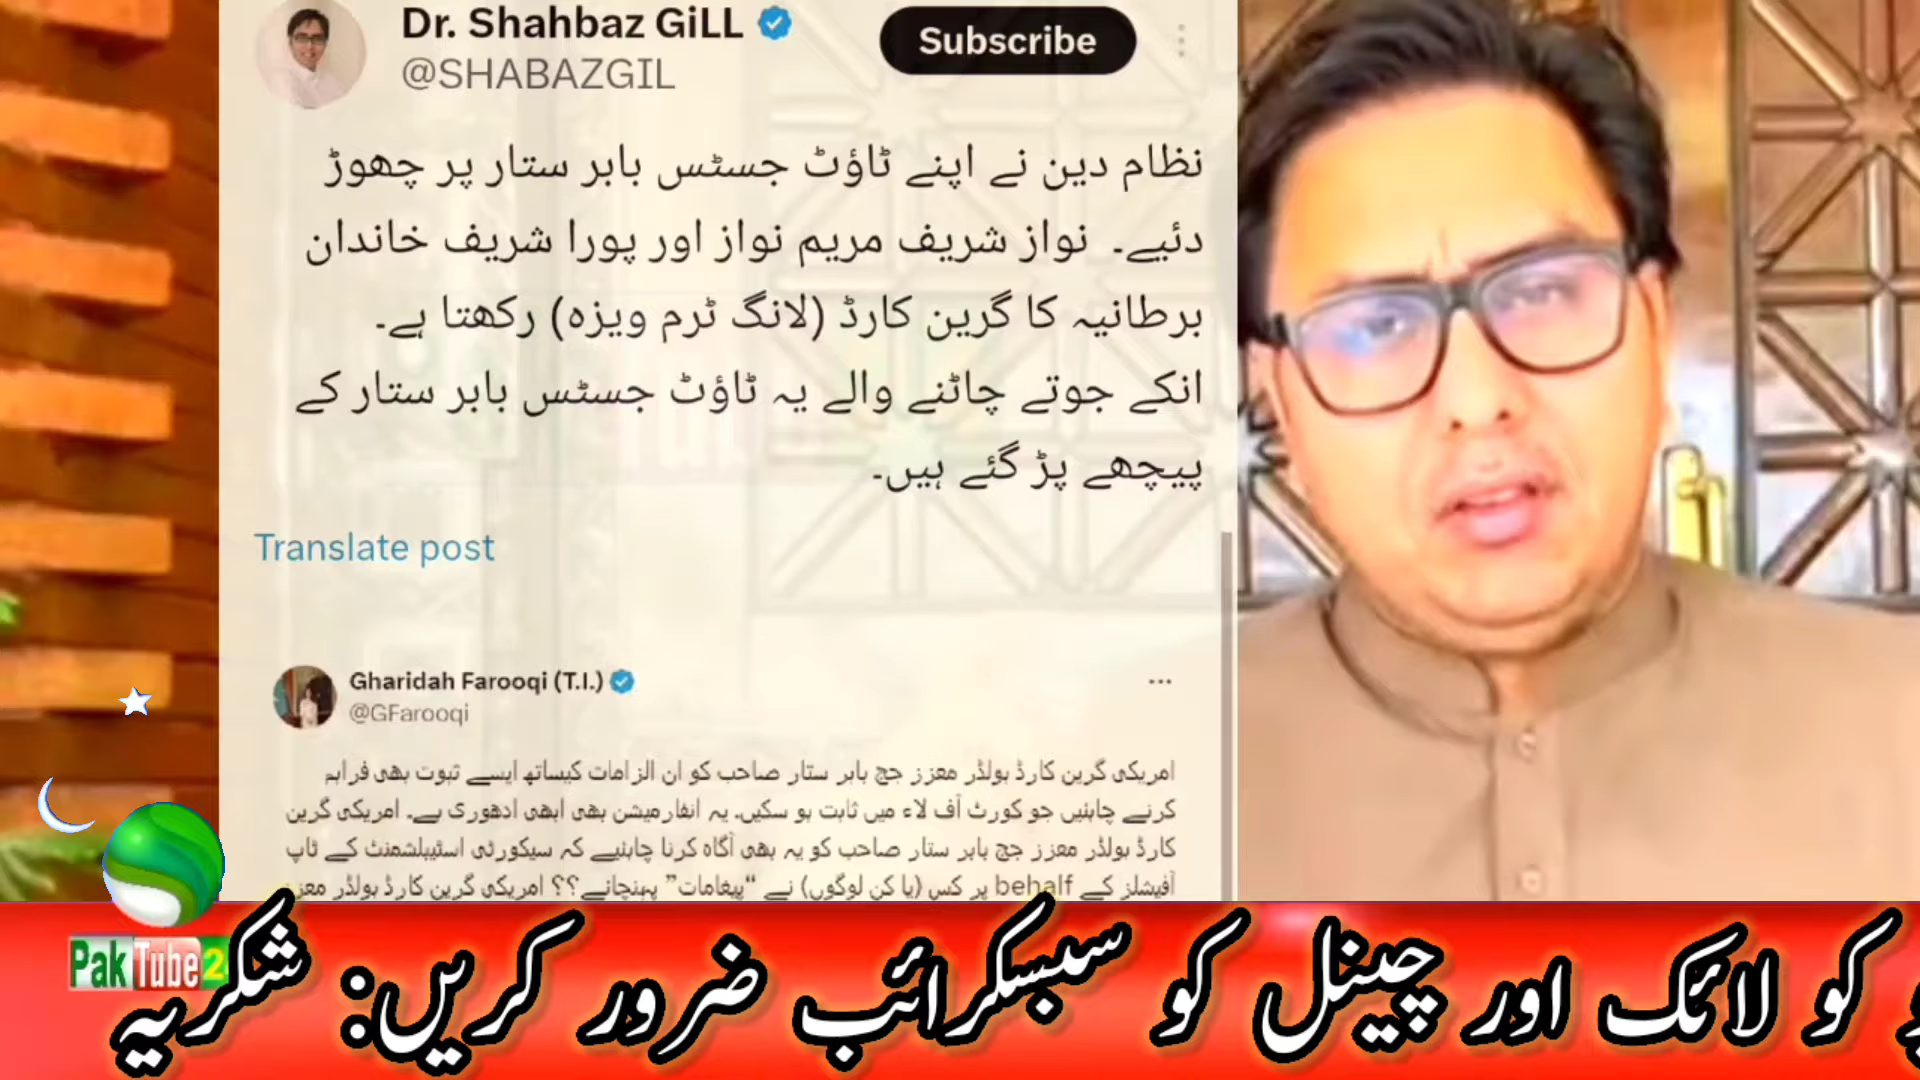 Dr. Shahbaz GiLL
@SHABAZGIL
Subscribe
نظام دین نے اپنے ٹاؤٹ جسٹس بابر ستار پر چھوڑ
دئیے۔ نواز شریف مریم نواز اور پورا شریف خاندان
برطانیہ کا گرین کارڈ (لانگ ٹرم ویزہ) رکھتا ہے۔
انکے جوتے چاٹنے والے یہ ٹاؤٹ جسٹس بابر ستار کے
پیچھے پڑ گئے ہیں۔
Translate post
Gharidah Farooqi (T.I.)
@GFarooqi
امریکی گرین کارڈ ہولڈر معزز جج بابر ستار صاحب کو ان الزامات کیساتھ ایسے ثبوت بھی فراہم
کرنے چاہئیں جو کورٹ آف لاء میں ثابت ہو سکیں۔ یہ انفارمیشن بھی ابھی ادھوری ہے۔ امریکی گرین
کارڈ ہولڈر معزز جج بابر ستار صاحب کو یہ بھی آگاہ کرنا چاہئیے کہ سیکورٹی اسٹیبلشمنٹ کے ٹاپ
آفیشلز کے behalf پر کس (یا کن لوگوں) نے “پیغامات” پہنچانے؟؟ امریکی گرین کارڈ ہولڈر معزز
PakTube2
کو لائک اور چینل کو سبسکرائب ضرور کریں: شکریہ